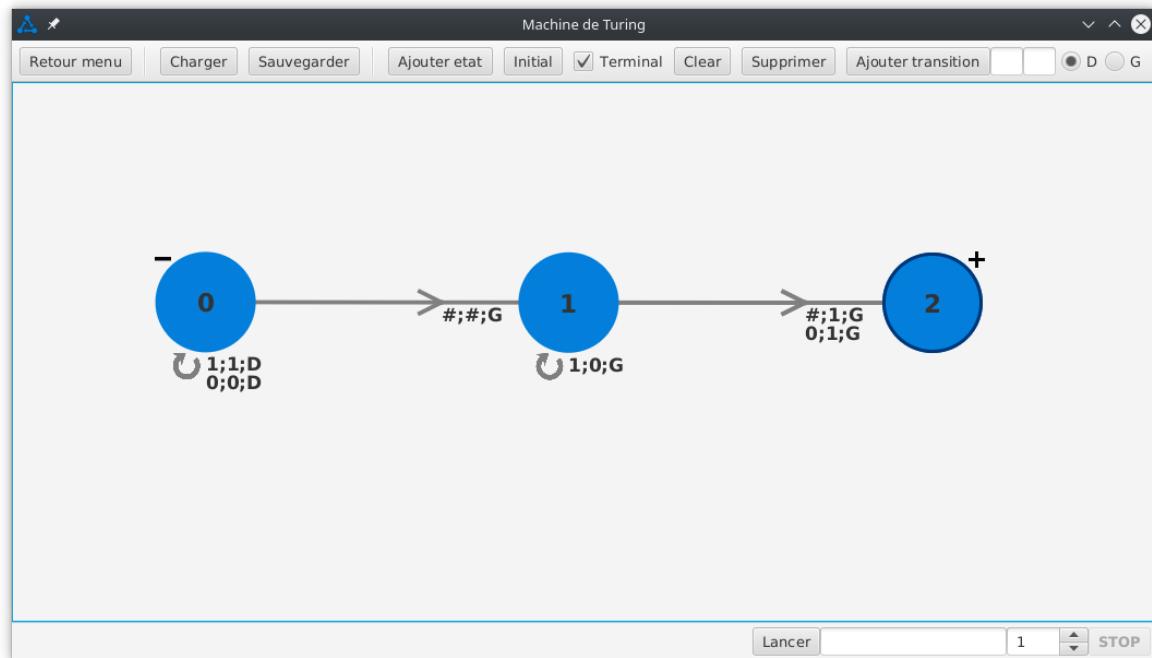 Machine de Turing
Retour menu Charger Sauvegarder Ajouter etat Initial Terminal Clear Supprimer Ajouter transition D G
− +
0 1 2
#;#;G #;1;G
0;1;G
1;1;D 1;0;G
0;0;D
Lancer 1 STOP